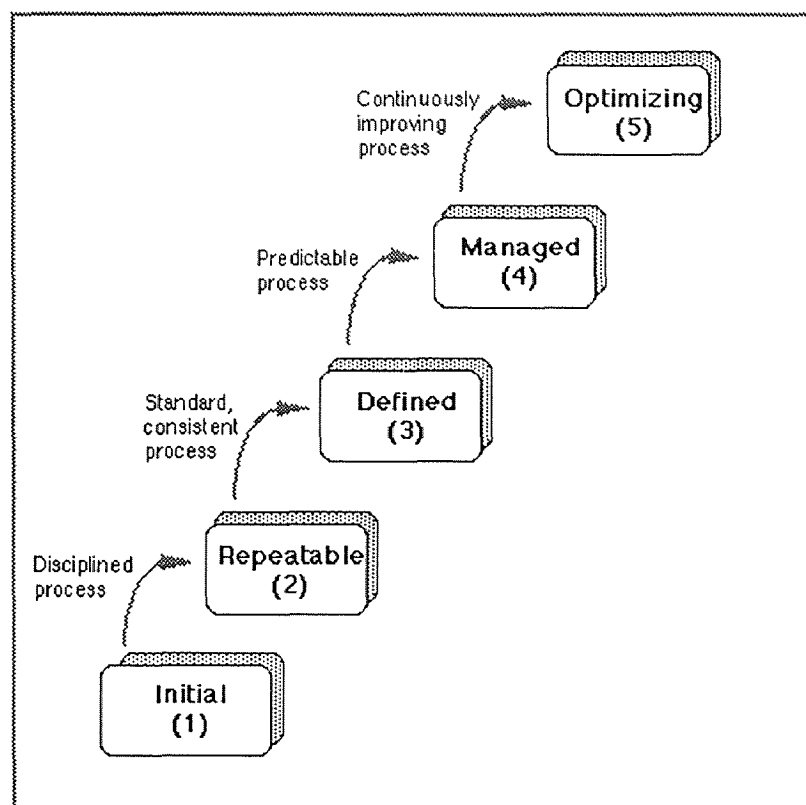 Continuously
improving
process
Optimizing
(5)
Predictable
process
Managed
(4)
Standard,
consistent
process
Defined
(3)
Disciplined
process
Repeatable
(2)
Initial
(1)